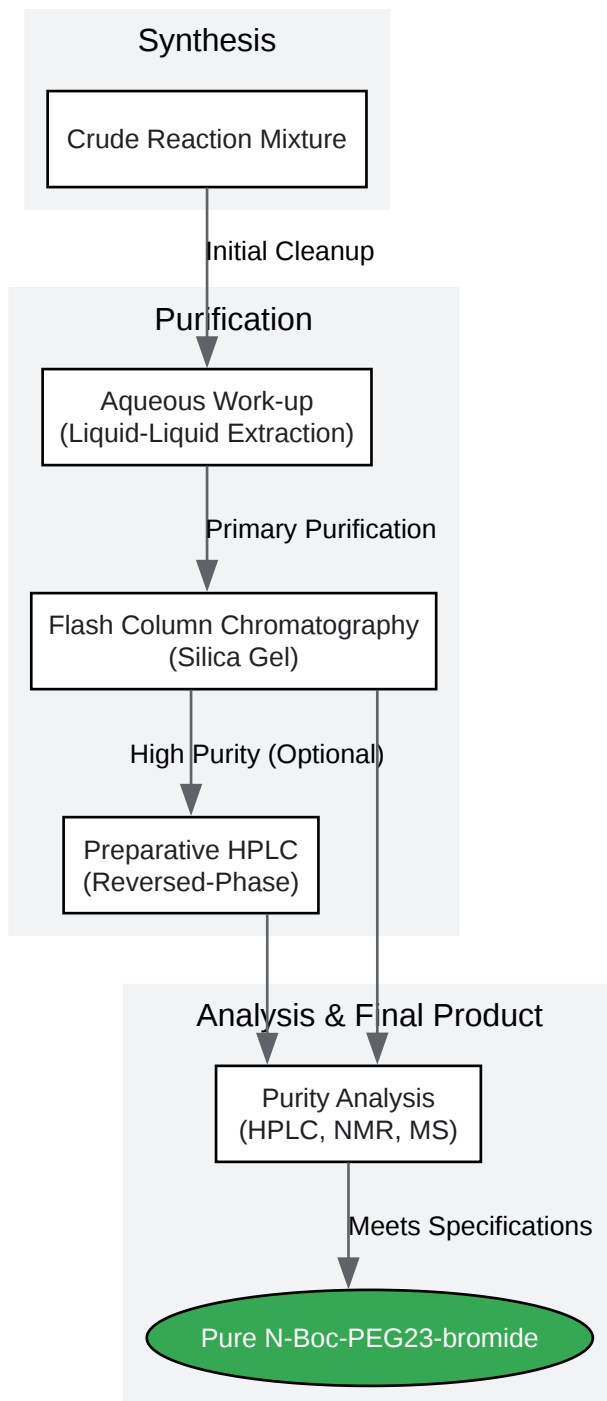 Synthesis
Crude Reaction Mixture
Initial Cleanup
Purification
Aqueous Work-up
(Liquid-Liquid Extraction)
Primary Purification
Flash Column Chromatography
(Silica Gel)
High Purity (Optional)
Preparative HPLC
(Reversed-Phase)
Analysis & Final Product
Purity Analysis
(HPLC, NMR, MS)
Meets Specifications
Pure N-Boc-PEG23-bromide